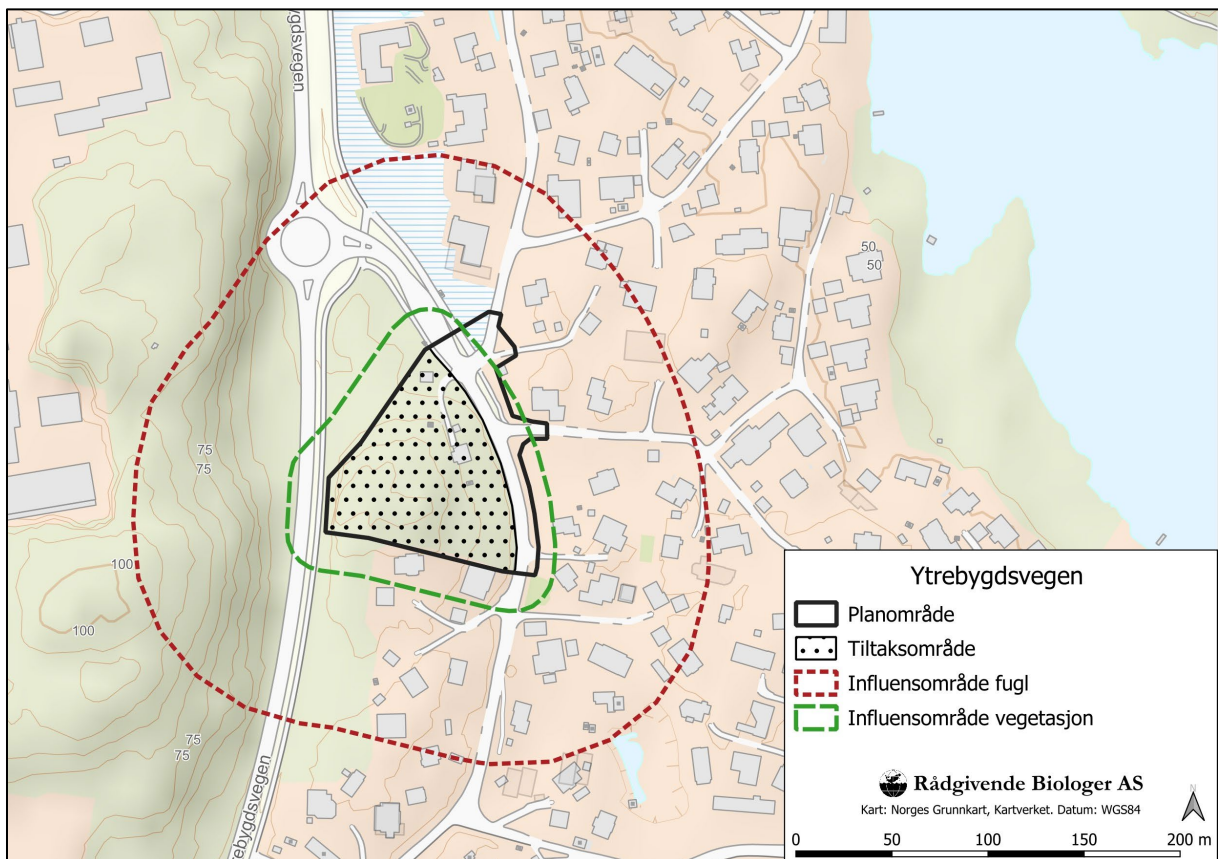 ygdsvegen
50
50
75
75
100
100
75
75
Ytrebygdsvegen
Ytrebygdsvegen
Planområde
Tiltaksområde
Influensområde fugl
Influensområde vegetasjon
Rådgivende Biologer AS
Kart: Norges Grunnkart, Kartverket. Datum: WGS84
N
0 50 100 150 200 m